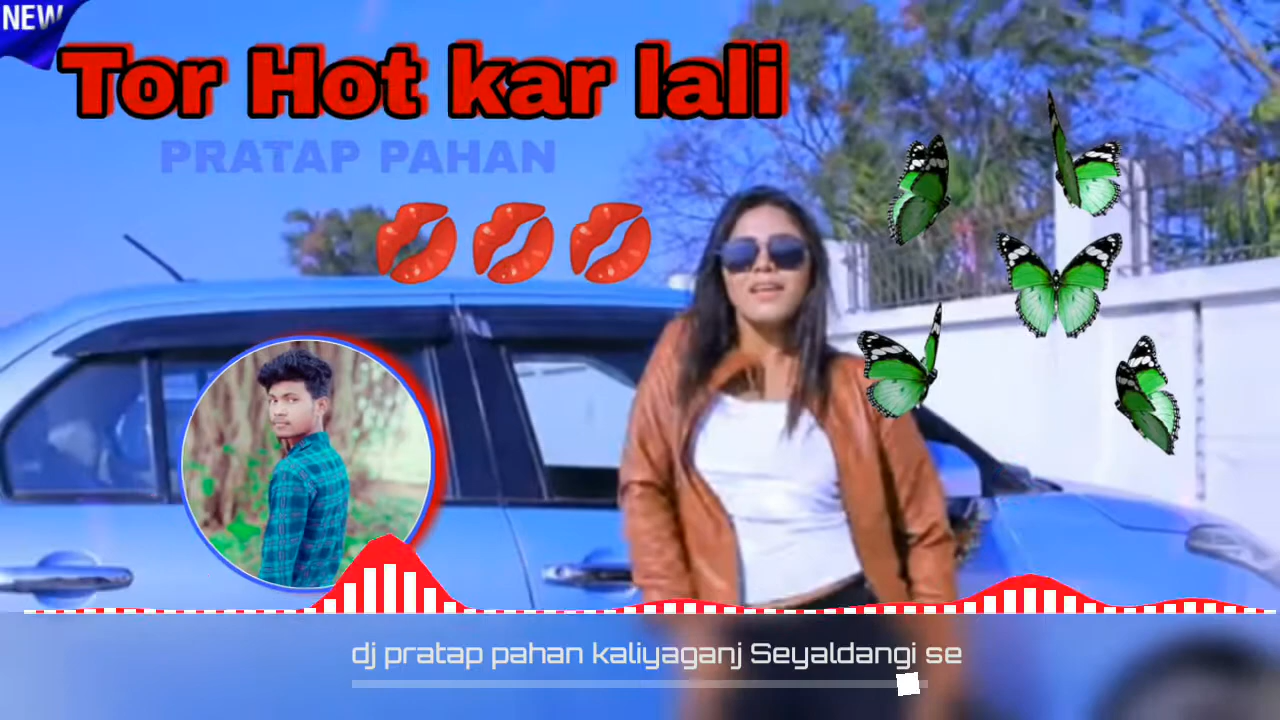 NEW
Tor Hot kar lali
PRATAP PAHAN
dj pratap pahan kaliyaganj Seyaldangi se